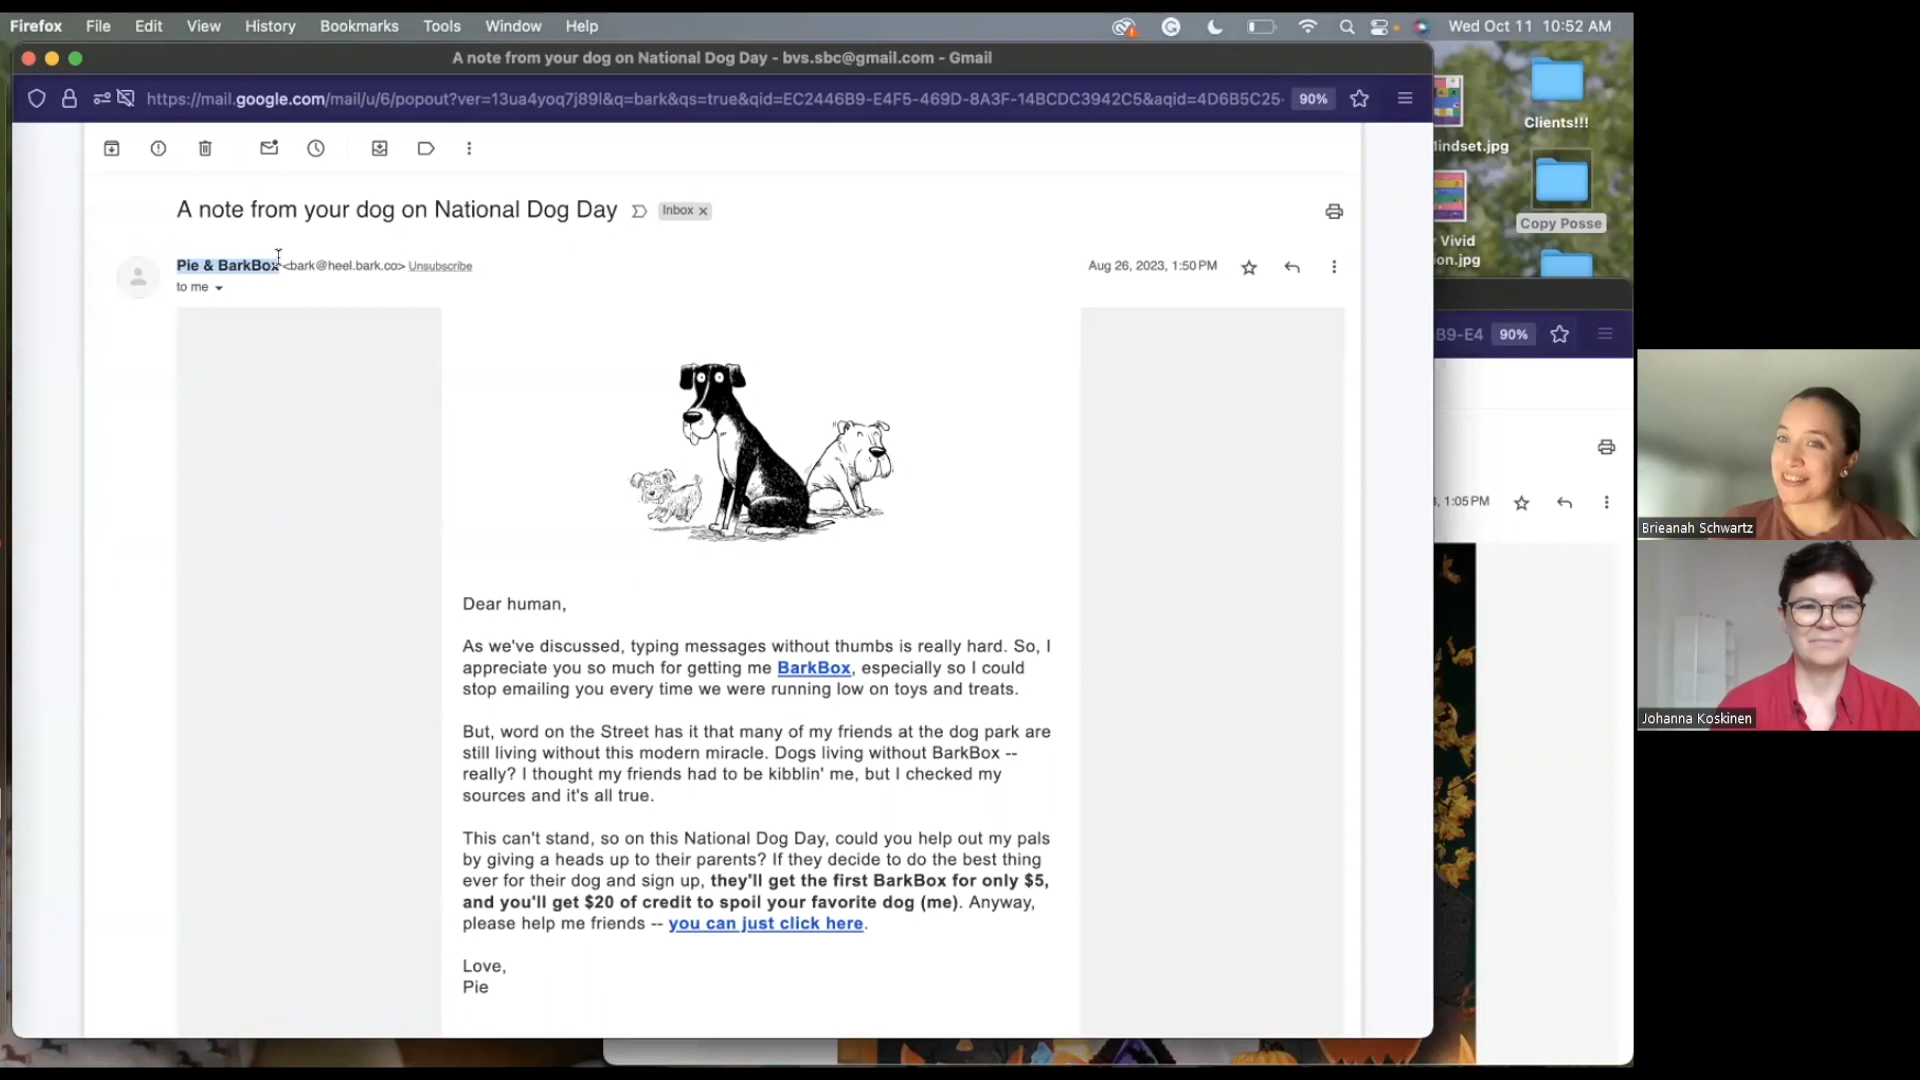 Firefox File Edit View History Bookmarks Tools Window Help Wed Oct 11 10:52 AM
A note from your dog on National Dog Day - bvs.sbc@gmail.com - Gmail
https://mail.google.com/mail/u/6/popout?ver=13ua4yoq7j89l&q=bark&qs=true&qid=EC2446B9-E4F5-469D-8A3F-14BCDC3942C5&aqid=4D6B5C25- 90%
Clients!!!
lindset.jpg
Copy Posse
Vivid
ion.jpg
A note from your dog on National Dog Day Inbox x
Pie & BarkBox <bark@heel.bark.co> Unsubscribe Aug 26, 2023, 1:50 PM
to me
B9-E4 90%
3, 1:05 PM
Dear human,
As we've discussed, typing messages without thumbs is really hard. So, I
appreciate you so much for getting me BarkBox, especially so I could
stop emailing you every time we were running low on toys and treats.
But, word on the Street has it that many of my friends at the dog park are
still living without this modern miracle. Dogs living without BarkBox --
really? I thought my friends had to be kibblin' me, but I checked my
sources and it's all true.
This can't stand, so on this National Dog Day, could you help out my pals
by giving a heads up to their parents? If they decide to do the best thing
ever for their dog and sign up, they'll get the first BarkBox for only $5,
and you'll get $20 of credit to spoil your favorite dog (me). Anyway,
please help me friends -- you can just click here.
Love,
Pie
Brieanah Schwartz
Johanna Koskinen